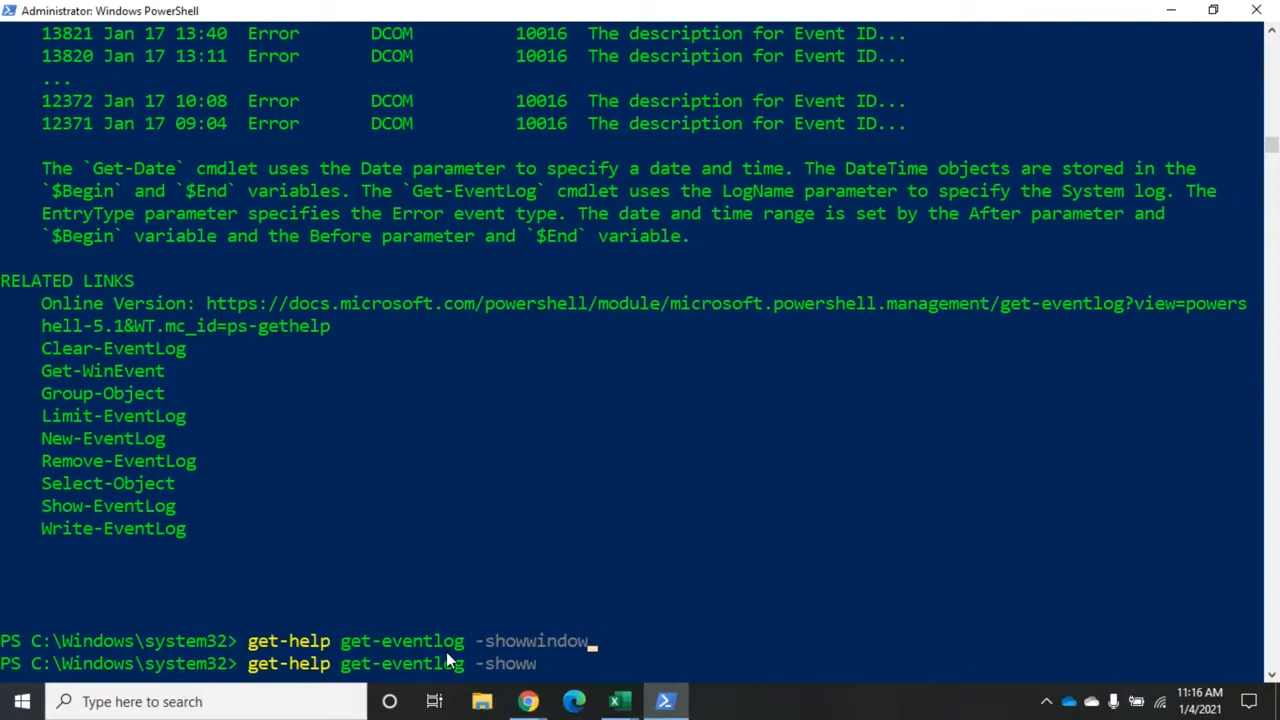 Administrator: Windows PowerShell
13821 Jan 17 13:40 Error DCOM 10016 The description for Event ID...
13820 Jan 17 13:11 Error DCOM 10016 The description for Event ID...
...
12372 Jan 17 10:08 Error DCOM 10016 The description for Event ID...
12371 Jan 17 09:04 Error DCOM 10016 The description for Event ID...
The `Get-Date` cmdlet uses the Date parameter to specify a date and time. The DateTime objects are stored in the
`$Begin` and `$End` variables. The `Get-EventLog` cmdlet uses the LogName parameter to specify the System log. The
EntryType parameter specifies the Error event type. The date and time range is set by the After parameter and
`$Begin` variable and the Before parameter and `$End` variable.
RELATED LINKS
Online Version: https://docs.microsoft.com/powershell/module/microsoft.powershell.management/get-eventlog?view=powers
hell-5.1&WT.mc_id=ps-gethelp
Clear-EventLog
Get-WinEvent
Group-Object
Limit-EventLog
New-EventLog
Remove-EventLog
Select-Object
Show-EventLog
Write-EventLog
PS C:\Windows\system32> get-help get-eventlog -showwindow
PS C:\Windows\system32> get-help get-eventlog -showw
Type here to search
11:16 AM
1/4/2021